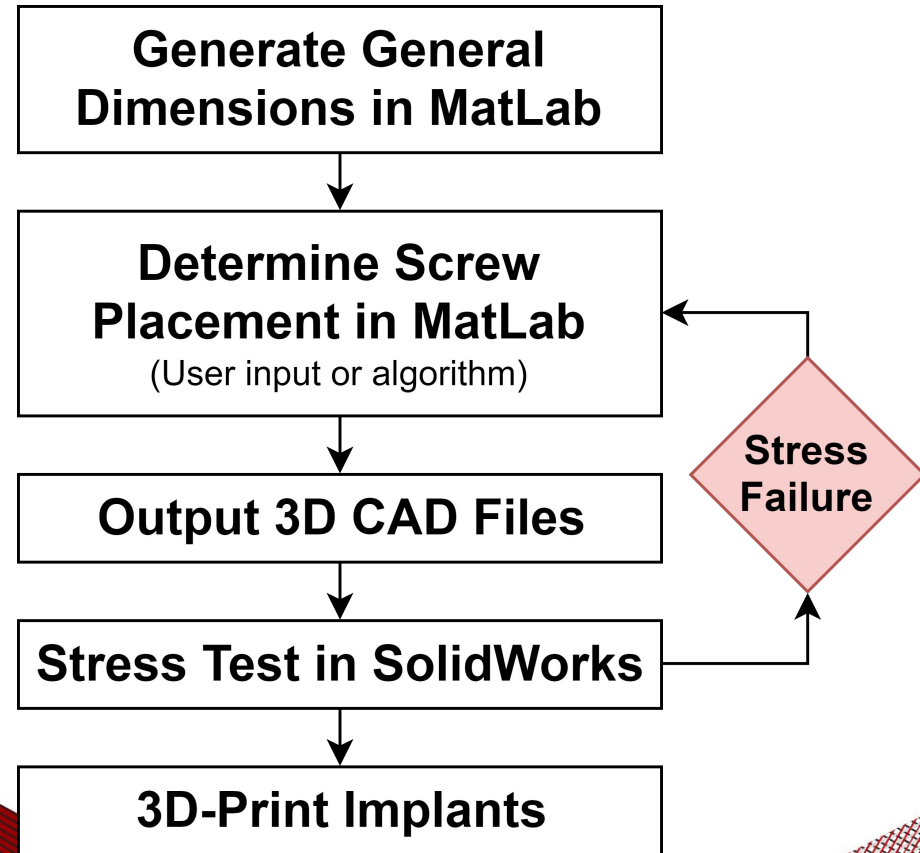 Generate General
Dimensions in MatLab
Determine Screw
Placement in MatLab
(User input or algorithm)
Stress
Failure
Output 3D CAD Files
Stress Test in SolidWorks
3D-Print Implants